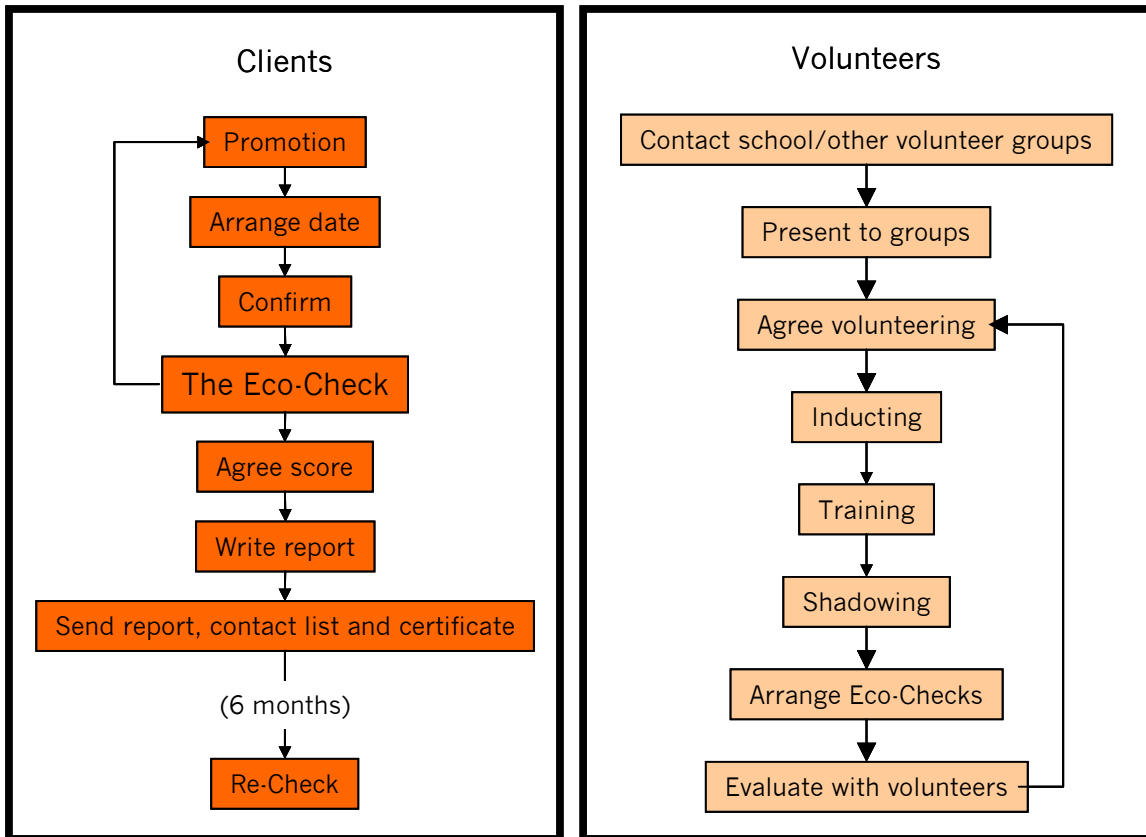 Clients
Promotion
Arrange date
Confirm
The Eco-Check
Agree score
Write report
Send report, contact list and certificate
(6 months)
Re-Check
Volunteers
Contact school/other volunteer groups
Present to groups
Agree volunteering
Inducting
Training
Shadowing
Arrange Eco-Checks
Evaluate with volunteers